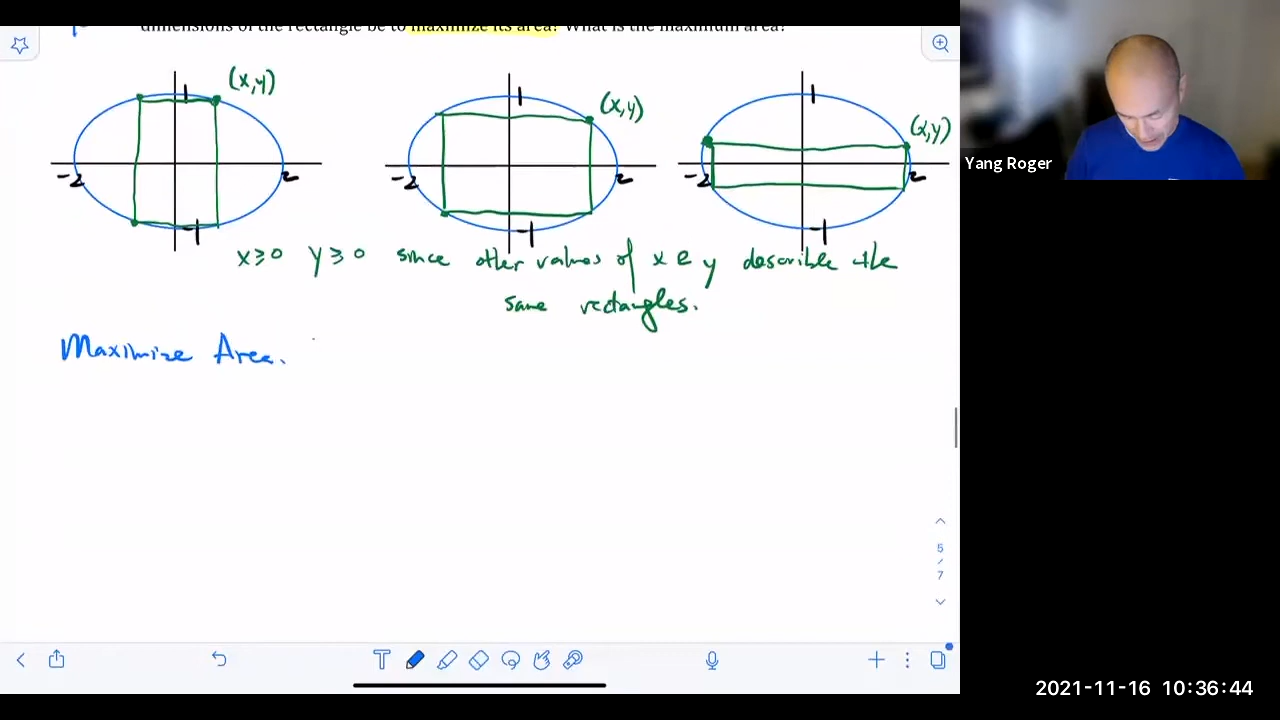 dimensions of the rectangle be to maximize its area? What is the maximum area?
(x,y) (x,y) (x,y)
1 1 1
-2 2 -2 2 -2 2
-1 -1 -1
x≥0 y≥0 since other values of x & y describe the
same rectangles.
Maximize Area.
Yang Roger
5
/
7
T
2021-11-16 10:36:44